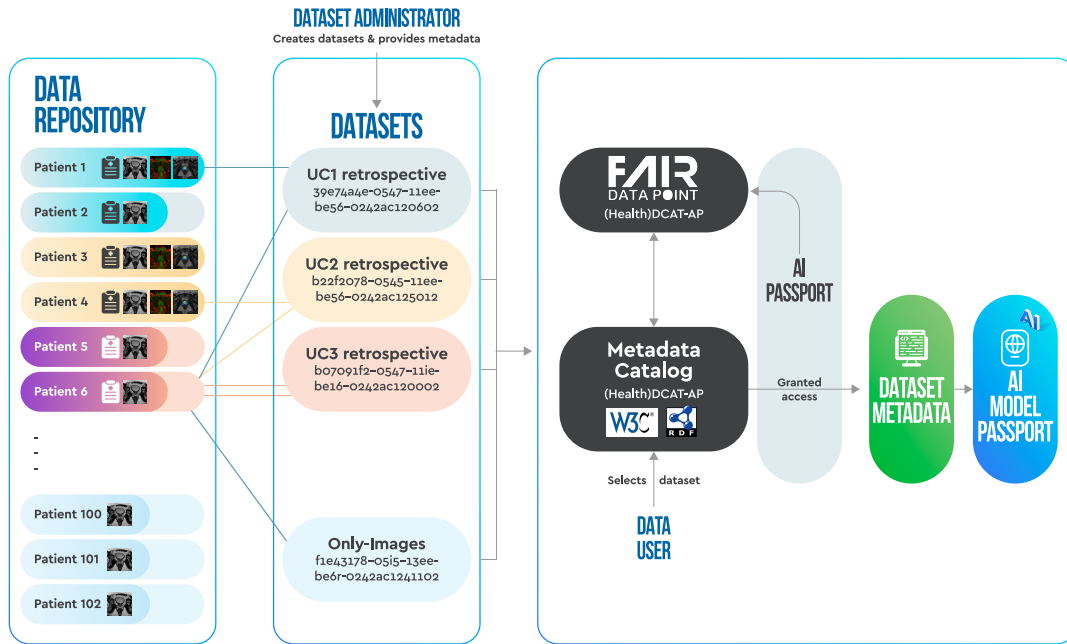 DATASET ADMINISTRATOR
Creates datasets & provides metadata
DATA
REPOSITORY
Patient 1
Patient 2
Patient 3
Patient 4
Patient 5
Patient 6
-
-
-
Patient 100
Patient 101
Patient 102
DATASETS
UC1 retrospective
39e74a4e-0547-11ee-
be56-0242ac120602
UC2 retrospective
b22f2078-0545-11ee-
be56-0242ac125012
UC3 retrospective
b07091f2-0547-11ie-
be16-0242ac120002
Only-Images
f1e43178-05i5-13ee-
be6r-0242ac1241102
FAIR
DATA POINT
(Health)DCAT-AP
Metadata
Catalog
(Health)DCAT-AP
W3C®
RDF
Selects dataset
DATA
USER
AI
PASSPORT
Granted
access
DATASET
METADATA
AI
AI
MODEL
PASSPORT